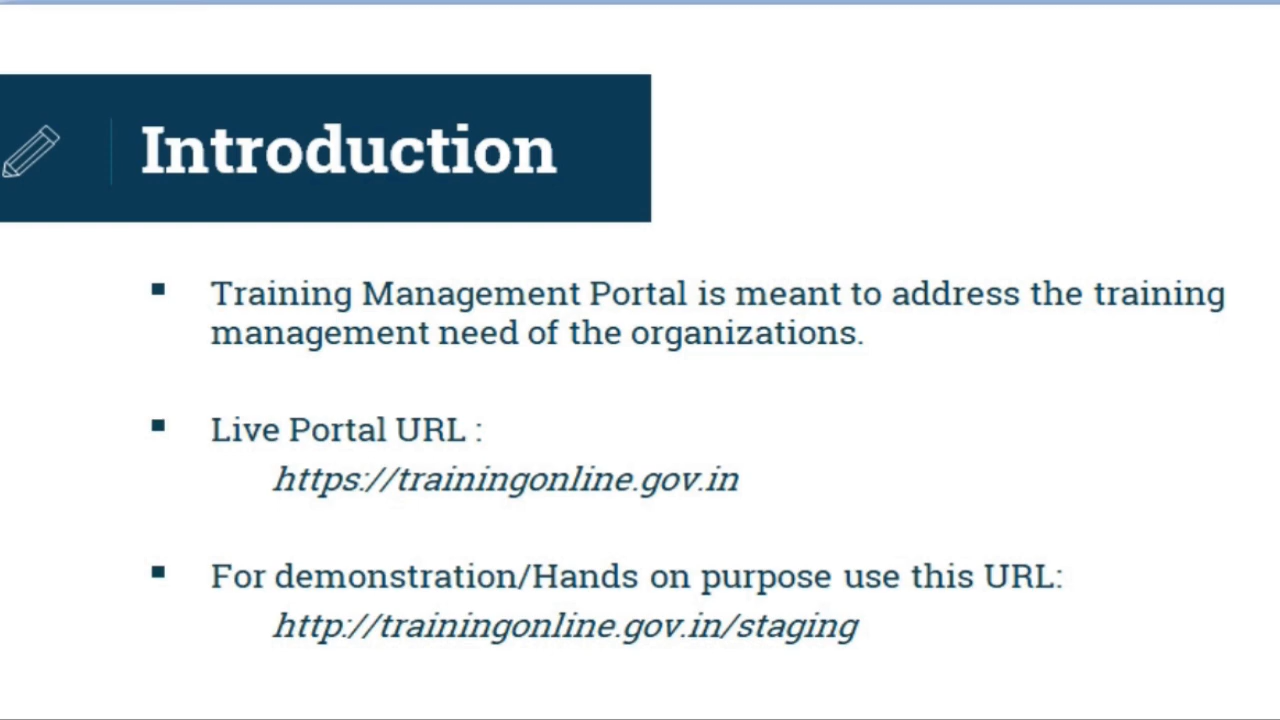 Introduction
Training Management Portal is meant to address the training
management need of the organizations.
Live Portal URL :
https://trainingonline.gov.in
For demonstration/Hands on purpose use this URL:
http://trainingonline.gov.in/staging